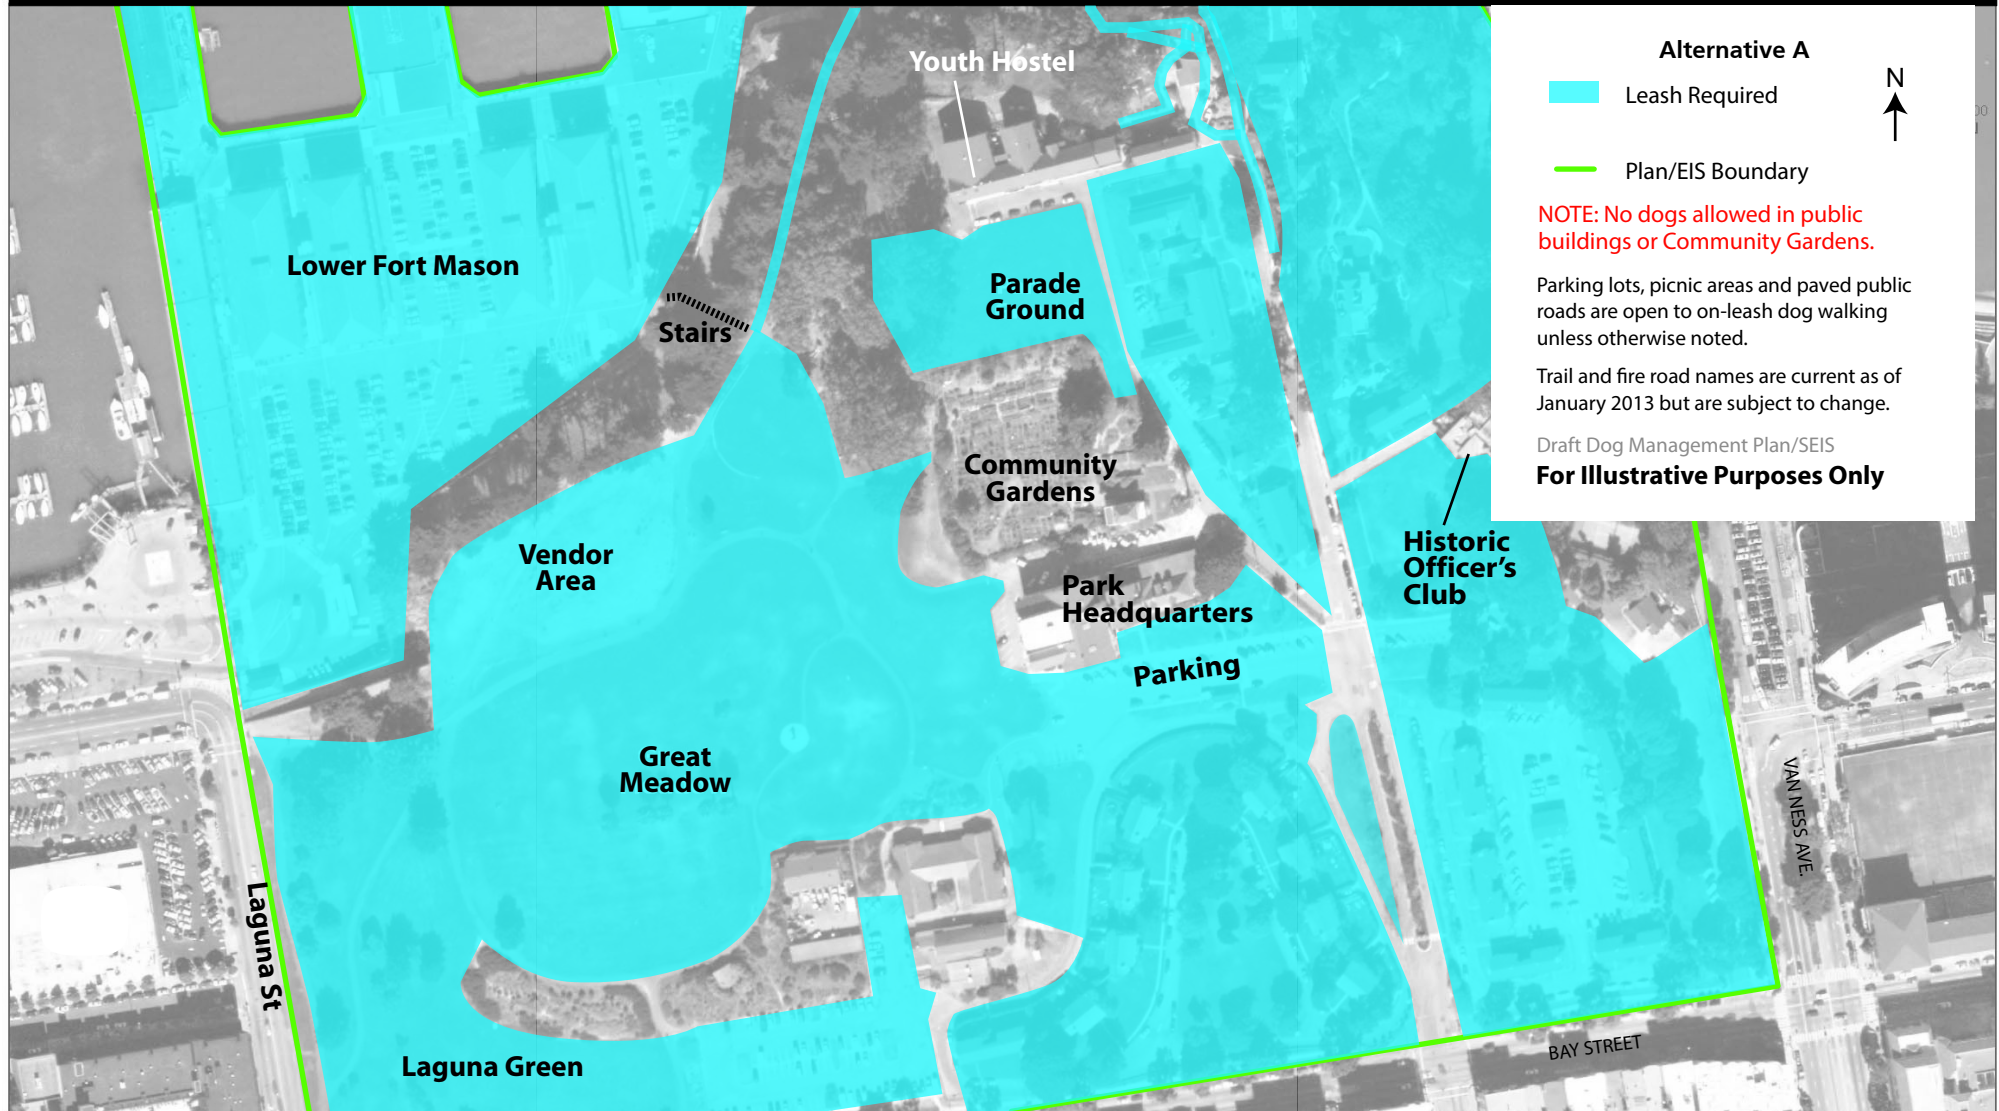 Youth Hostel
Lower Fort Mason
Stairs
Parade
Ground
Community
Gardens
Vendor
Area
Park
Headquarters
Parking
Historic
Officer's
Club
Great
Meadow
Laguna St
Laguna Green
VAN NESS AVE.
BAY STREET
Alternative A
Leash Required
N
Plan/EIS Boundary
NOTE: No dogs allowed in public
buildings or Community Gardens.
Parking lots, picnic areas and paved public
roads are open to on-leash dog walking
unless otherwise noted.
Trail and fire road names are current as of
January 2013 but are subject to change.
Draft Dog Management Plan/SEIS
For Illustrative Purposes Only